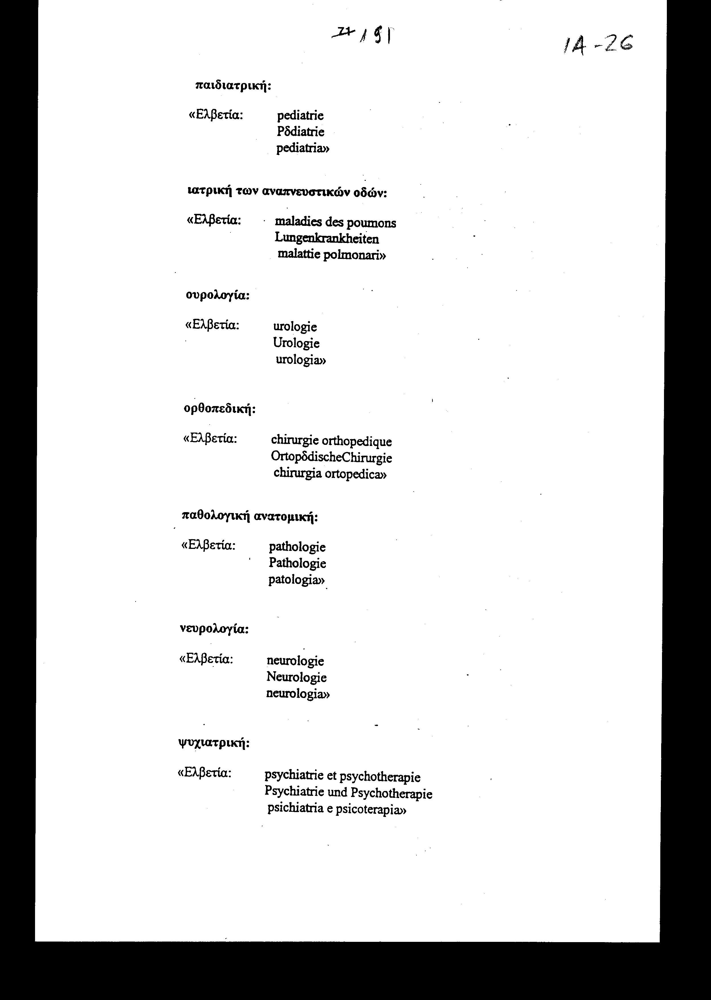 71 191
1A-26
παιδιατρική:
«Ελβετία: pediatrie
Pδdiatrie
pediatria»
ιατρική των αναπνευστικών οδών:
«Ελβετία: maladies des poumons
Lungenkrankheiten
malattie polmonari»
ουρολογία:
«Ελβετία: urologie
Urologie
urologia»
ορθοπεδική:
«Ελβετία: chirurgie orthopedique
OrtopδdischeChirurgie
chirurgia ortopedica»
παθολογική ανατομική:
«Ελβετία: pathologie
Pathologie
patologia»
νευρολογία:
«Ελβετία: neurologie
Neurologie
neurologia»
ψυχιατρική:
«Ελβετία: psychiatrie et psychotherapie
Psychiatrie und Psychotherapie
psichiatria e psicoterapia»